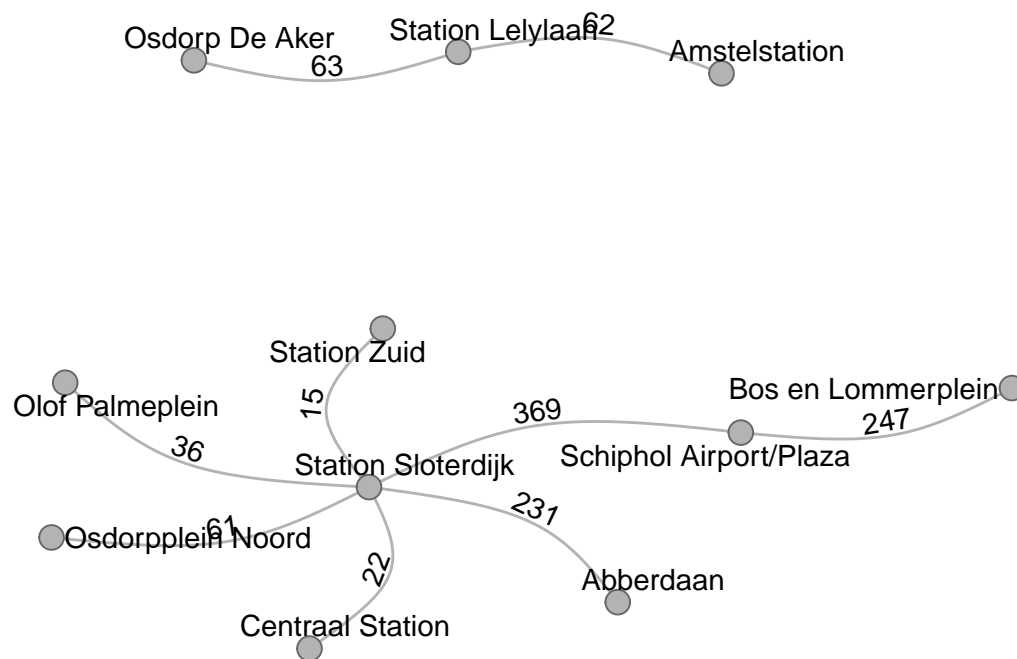 Osdorp De Aker
63
Station Lelylaan
62
Amstelstation
Station Zuid
15
Olof Palmeplein
36
Station Sloterdijk
369
Schiphol Airport/Plaza
Bos en Lommerplein
247
61
Osdorpplein Noord
231
22
Abberdaan
Centraal Station